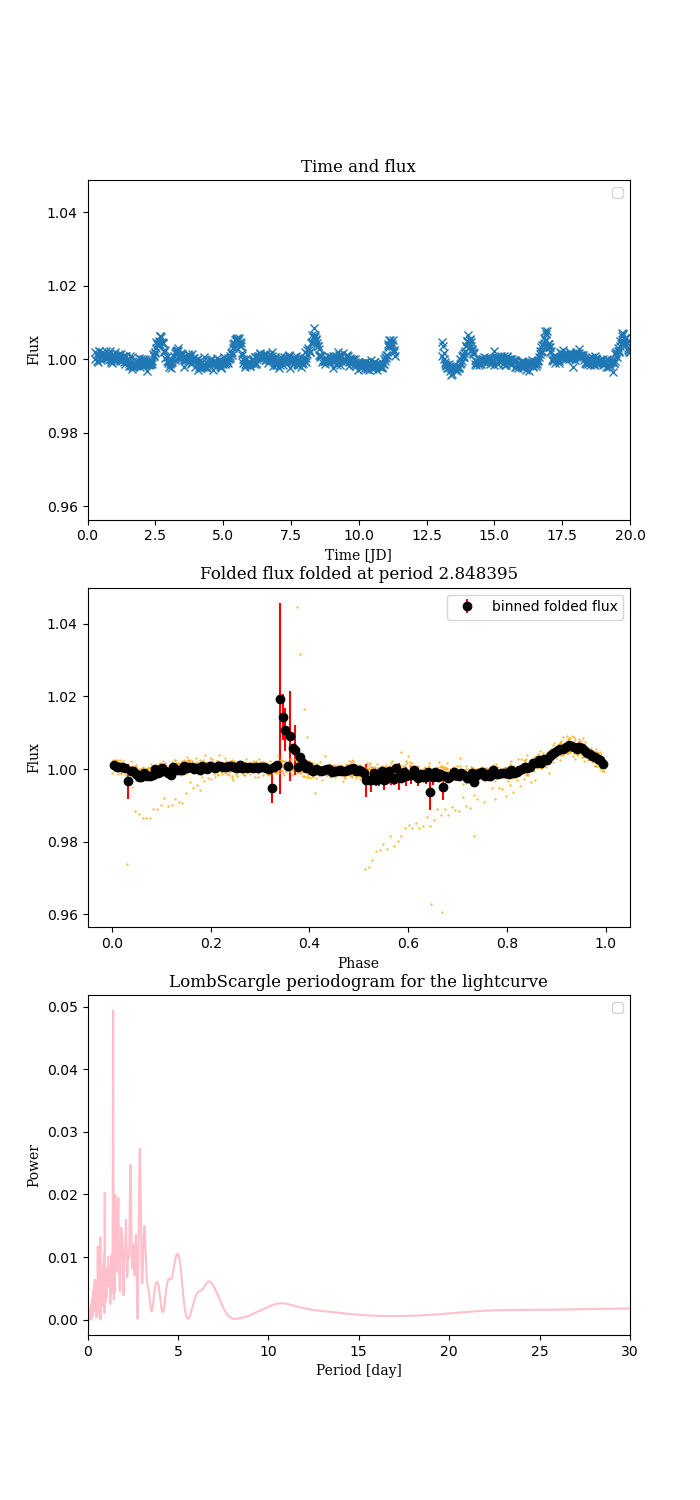 Time and flux
1.04
1.02
1.00
0.98
0.96
Flux
0.0 2.5 5.0 7.5 10.0 12.5 15.0 17.5 20.0
Time [JD]
Folded flux folded at period 2.848395
binned folded flux
1.04
1.02
1.00
0.98
0.96
Flux
0.0 0.2 0.4 0.6 0.8 1.0
Phase
LombScargle periodogram for the lightcurve
0.05
0.04
0.03
0.02
0.01
0.00
Power
0 5 10 15 20 25 30
Period [day]